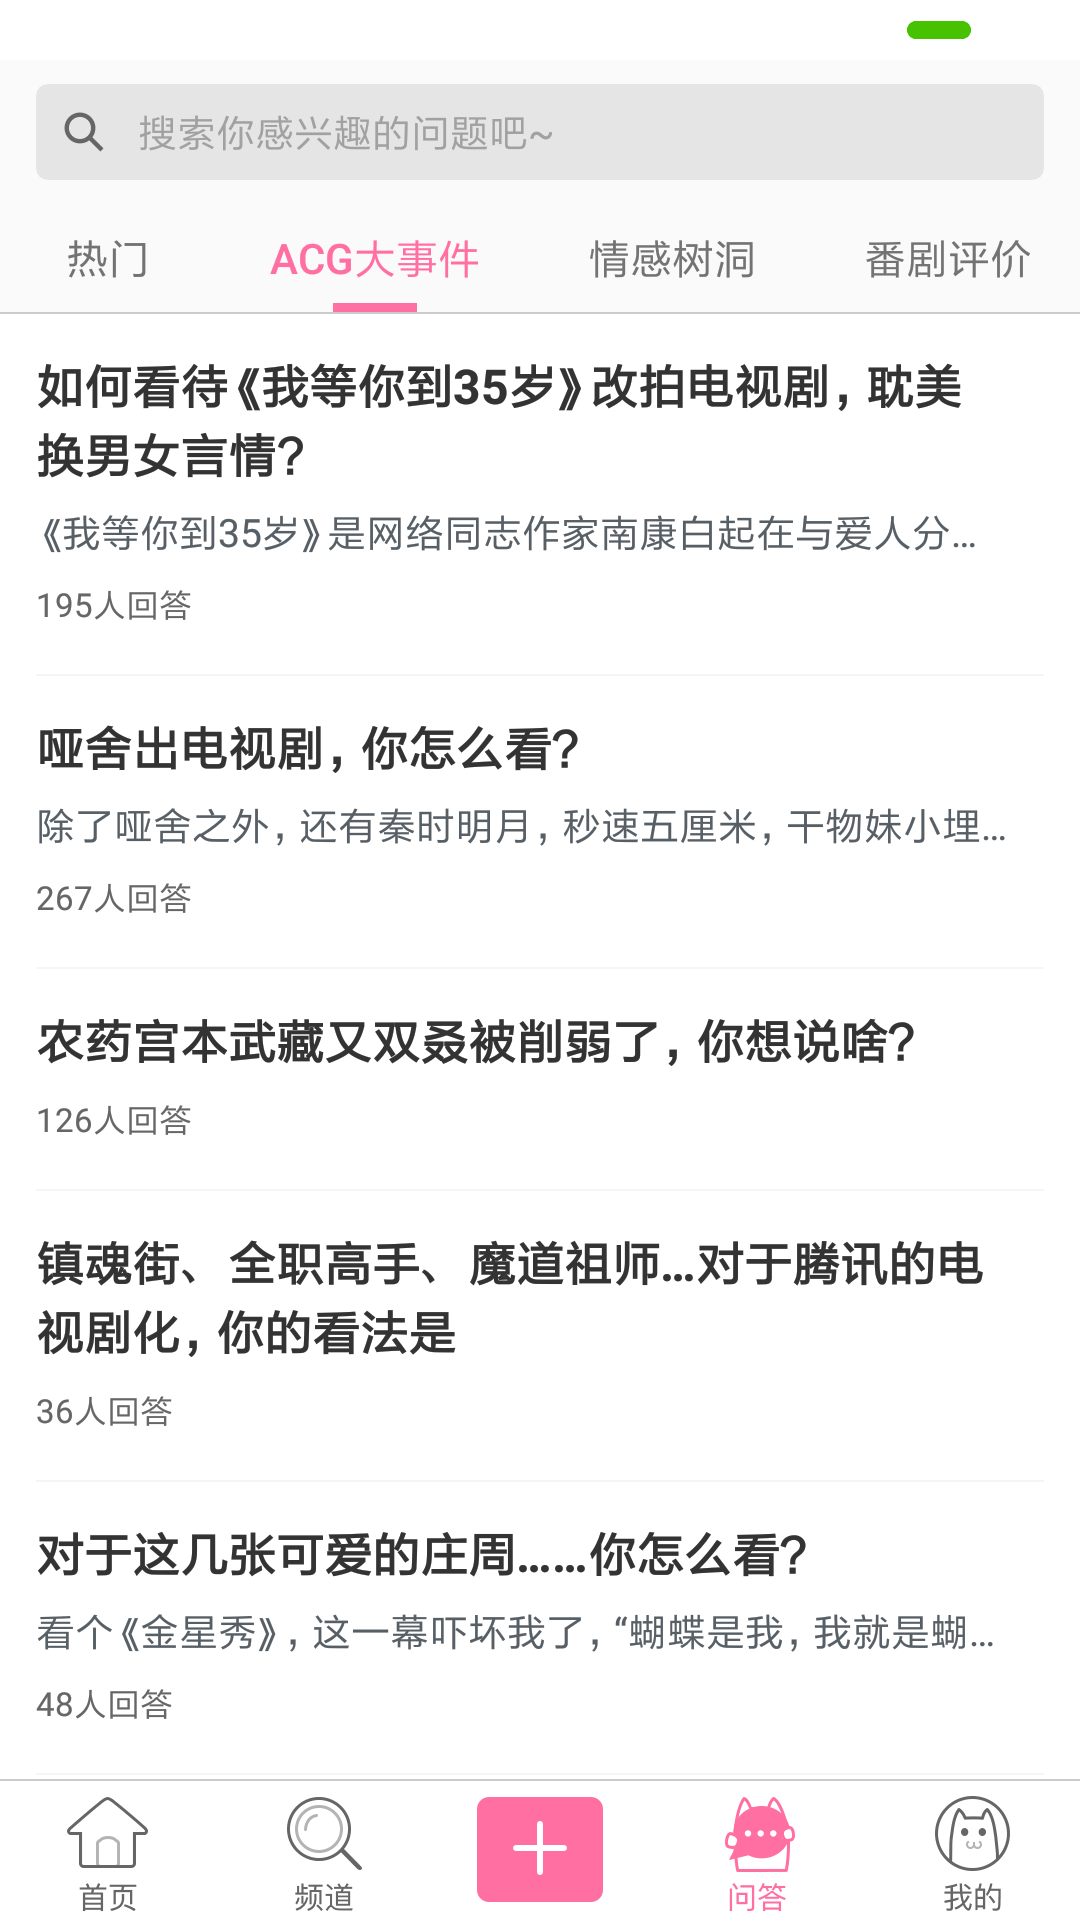 搜索你感兴趣的问题吧~
热门 ACG大事件 情感树洞 番剧评价
如何看待《我等你到35岁》改拍电视剧，耽美
换男女言情？
《我等你到35岁》是网络同志作家南康白起在与爱人分...
195人回答
哑舍出电视剧，你怎么看？
除了哑舍之外，还有秦时明月，秒速五厘米，干物妹小埋...
267人回答
农药宫本武藏又双叒被削弱了，你想说啥？
126人回答
镇魂街、全职高手、魔道祖师...对于腾讯的电
视剧化，你的看法是
36人回答
对于这几张可爱的庄周......你怎么看？
看个《金星秀》，这一幕吓坏我了，“蝴蝶是我，我就是蝴...
48人回答
首页 频道 问答 我的